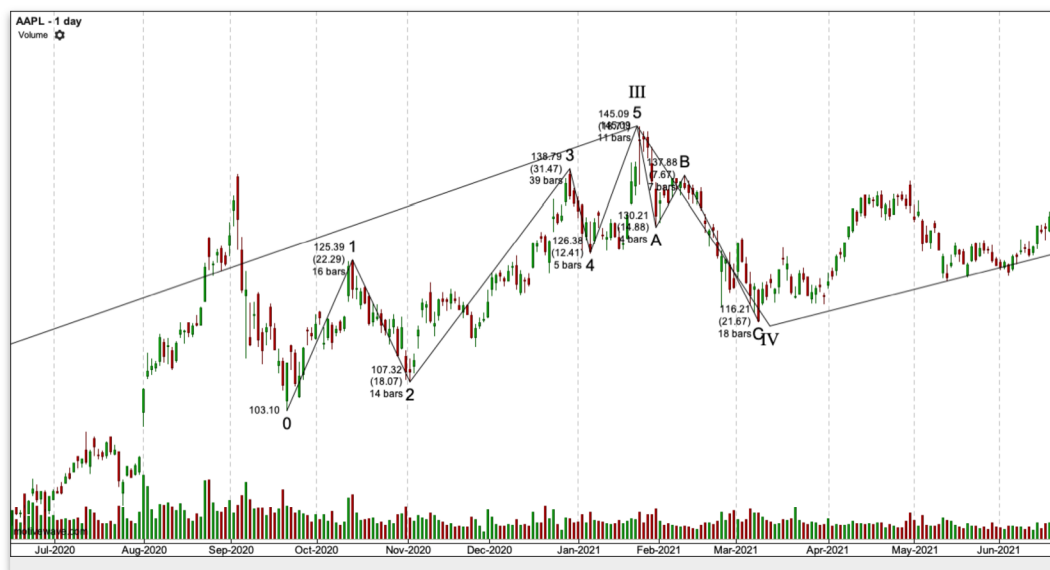 AAPL - 1 day
Volume
III
145.09
5
11 bars
138.79
3
(31.47)
39 bars
137.88
B
(7.67)
7 bars
130.21
(14.88)
A
125.39
1
(22.29)
16 bars
126.38
(12.41)
5 bars
4
116.21
(21.67)
18 bars
C
IV
107.32
(18.07)
14 bars
2
103.10
0
Jul-2020
Aug-2020
Sep-2020
Oct-2020
Nov-2020
Dec-2020
Jan-2021
Feb-2021
Mar-2021
Apr-2021
May-2021
Jun-2021